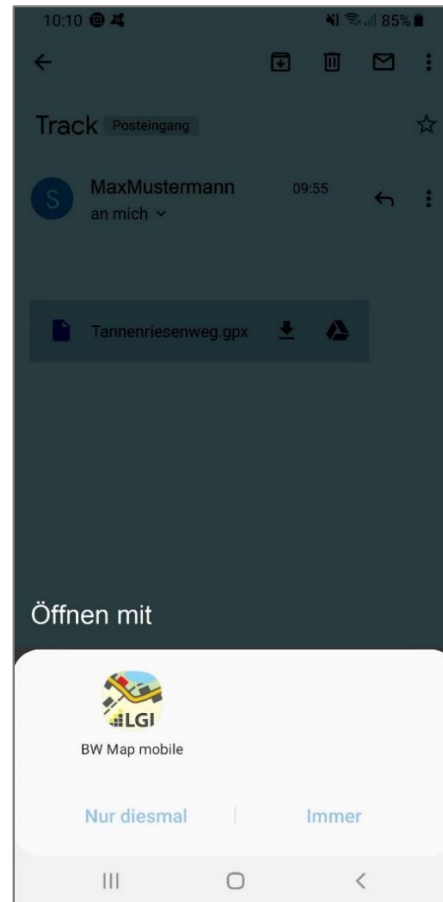 10:10 85%
Track Posteingang
S MaxMustermann 09:55
an mich
Tannenriesenweg.gpx
Öffnen mit
LGI
BW Map mobile
Nur diesmal Immer